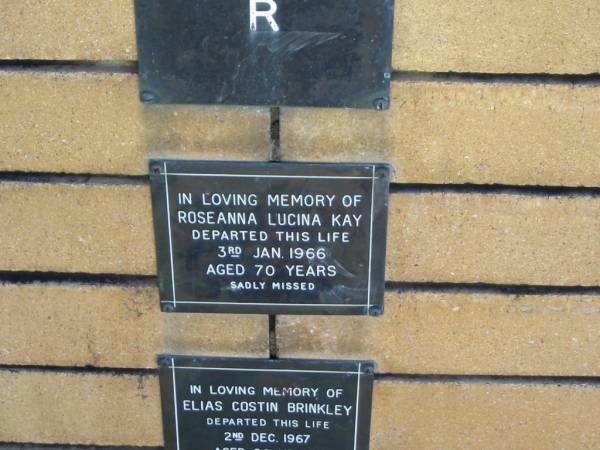 R
IN LOVING MEMORY OF
ROSEANNA LUCINA KAY
DEPARTED THIS LIFE
3RD JAN. 1966
AGED 70 YEARS
SADLY MISSED
IN LOVING MEMORY OF
ELIAS COSTIN BRINKLEY
DEPARTED THIS LIFE
2ND DEC. 1967
AGED